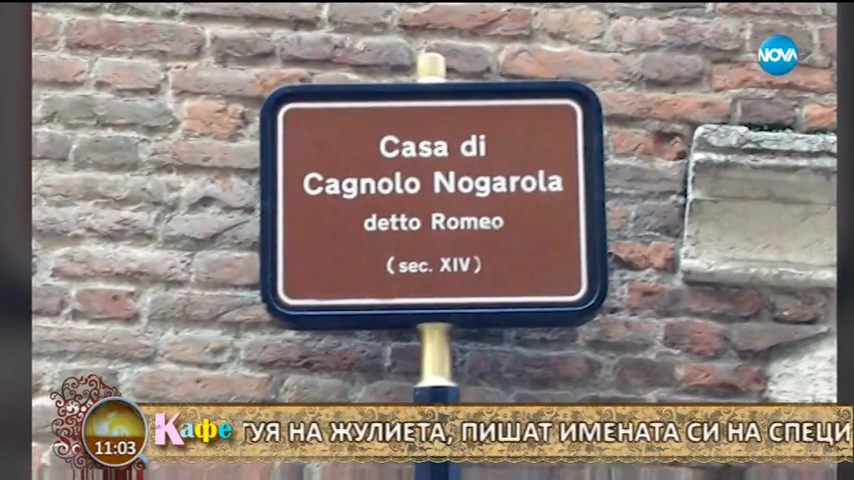 NOVA
Casa di
Cagnolo Nogarola
detto Romeo
(sec. XIV)
11:03
Кафе
УЯ НА ЖУЛИЕТА, ПИШАТ ИМЕНАТА СИ НА СПЕЦИ